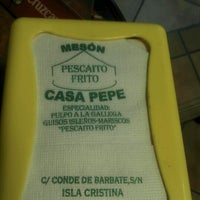 MESÓN
PESCAITO
FRITO
CASA PEPE
ESPECIALIDAD:
PULPO A LA GALLEGA
GUISOS ISLEÑOS-MARISCOS
"PESCAITO-FRITO"
C/ CONDE DE BARBATE, S/N
ISLA CRISTINA